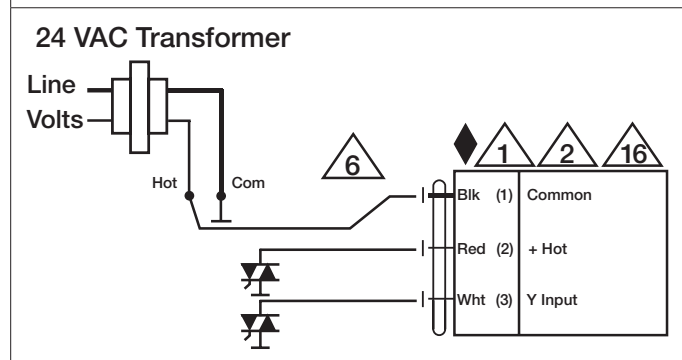 24 VAC Transformer
Line
Volts
Hot
Com
6
1
2
16
Blk (1) Common
Red (2) + Hot
Wht (3) Y Input